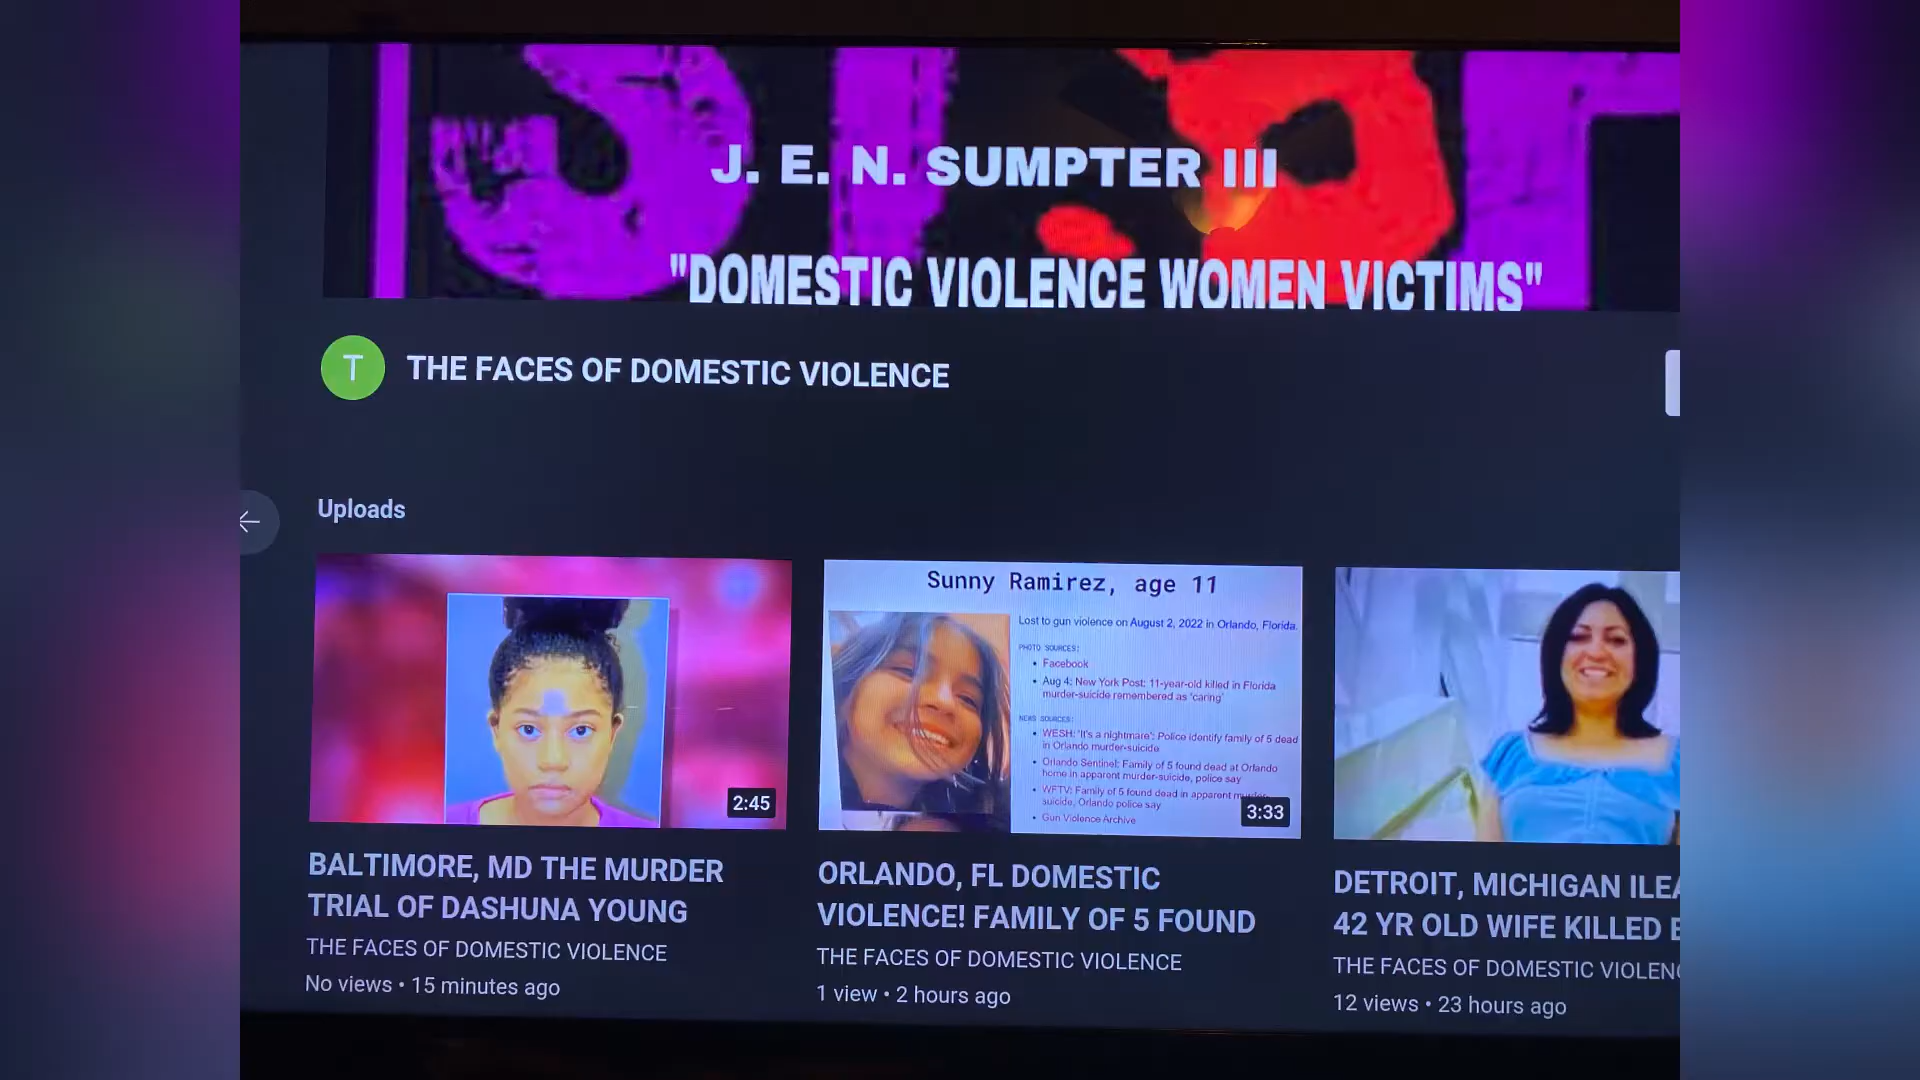 J. E. N. SUMPTER III
"DOMESTIC VIOLENCE WOMEN VICTIMS"
T
THE FACES OF DOMESTIC VIOLENCE
Uploads
2:45
BALTIMORE, MD THE MURDER
TRIAL OF DASHUNA YOUNG
THE FACES OF DOMESTIC VIOLENCE
No views • 15 minutes ago
Sunny Ramirez, age 11
Lost to gun violence on August 2, 2022 in Orlando, Florida.
PHOTO SOURCES:
• Facebook
• Aug 4: New York Post: 11-year-old killed in Florida
murder-suicide remembered as 'caring'
NEWS SOURCES:
• WESH: 'It's a nightmare': Police identify family of 5 dead
in Orlando murder-suicide
• Orlando Sentinel: Family of 5 found dead at Orlando
home in apparent murder-suicide, police say
• WFTV: Family of 5 found dead in apparent murder-
suicide, Orlando police say
• Gun Violence Archive
3:33
ORLANDO, FL DOMESTIC
VIOLENCE! FAMILY OF 5 FOUND
THE FACES OF DOMESTIC VIOLENCE
1 view • 2 hours ago
DETROIT, MICHIGAN
42 YR OLD WIFE KILLED
THE FACES OF DOMESTIC VIOLENC
12 views • 23 hours ago